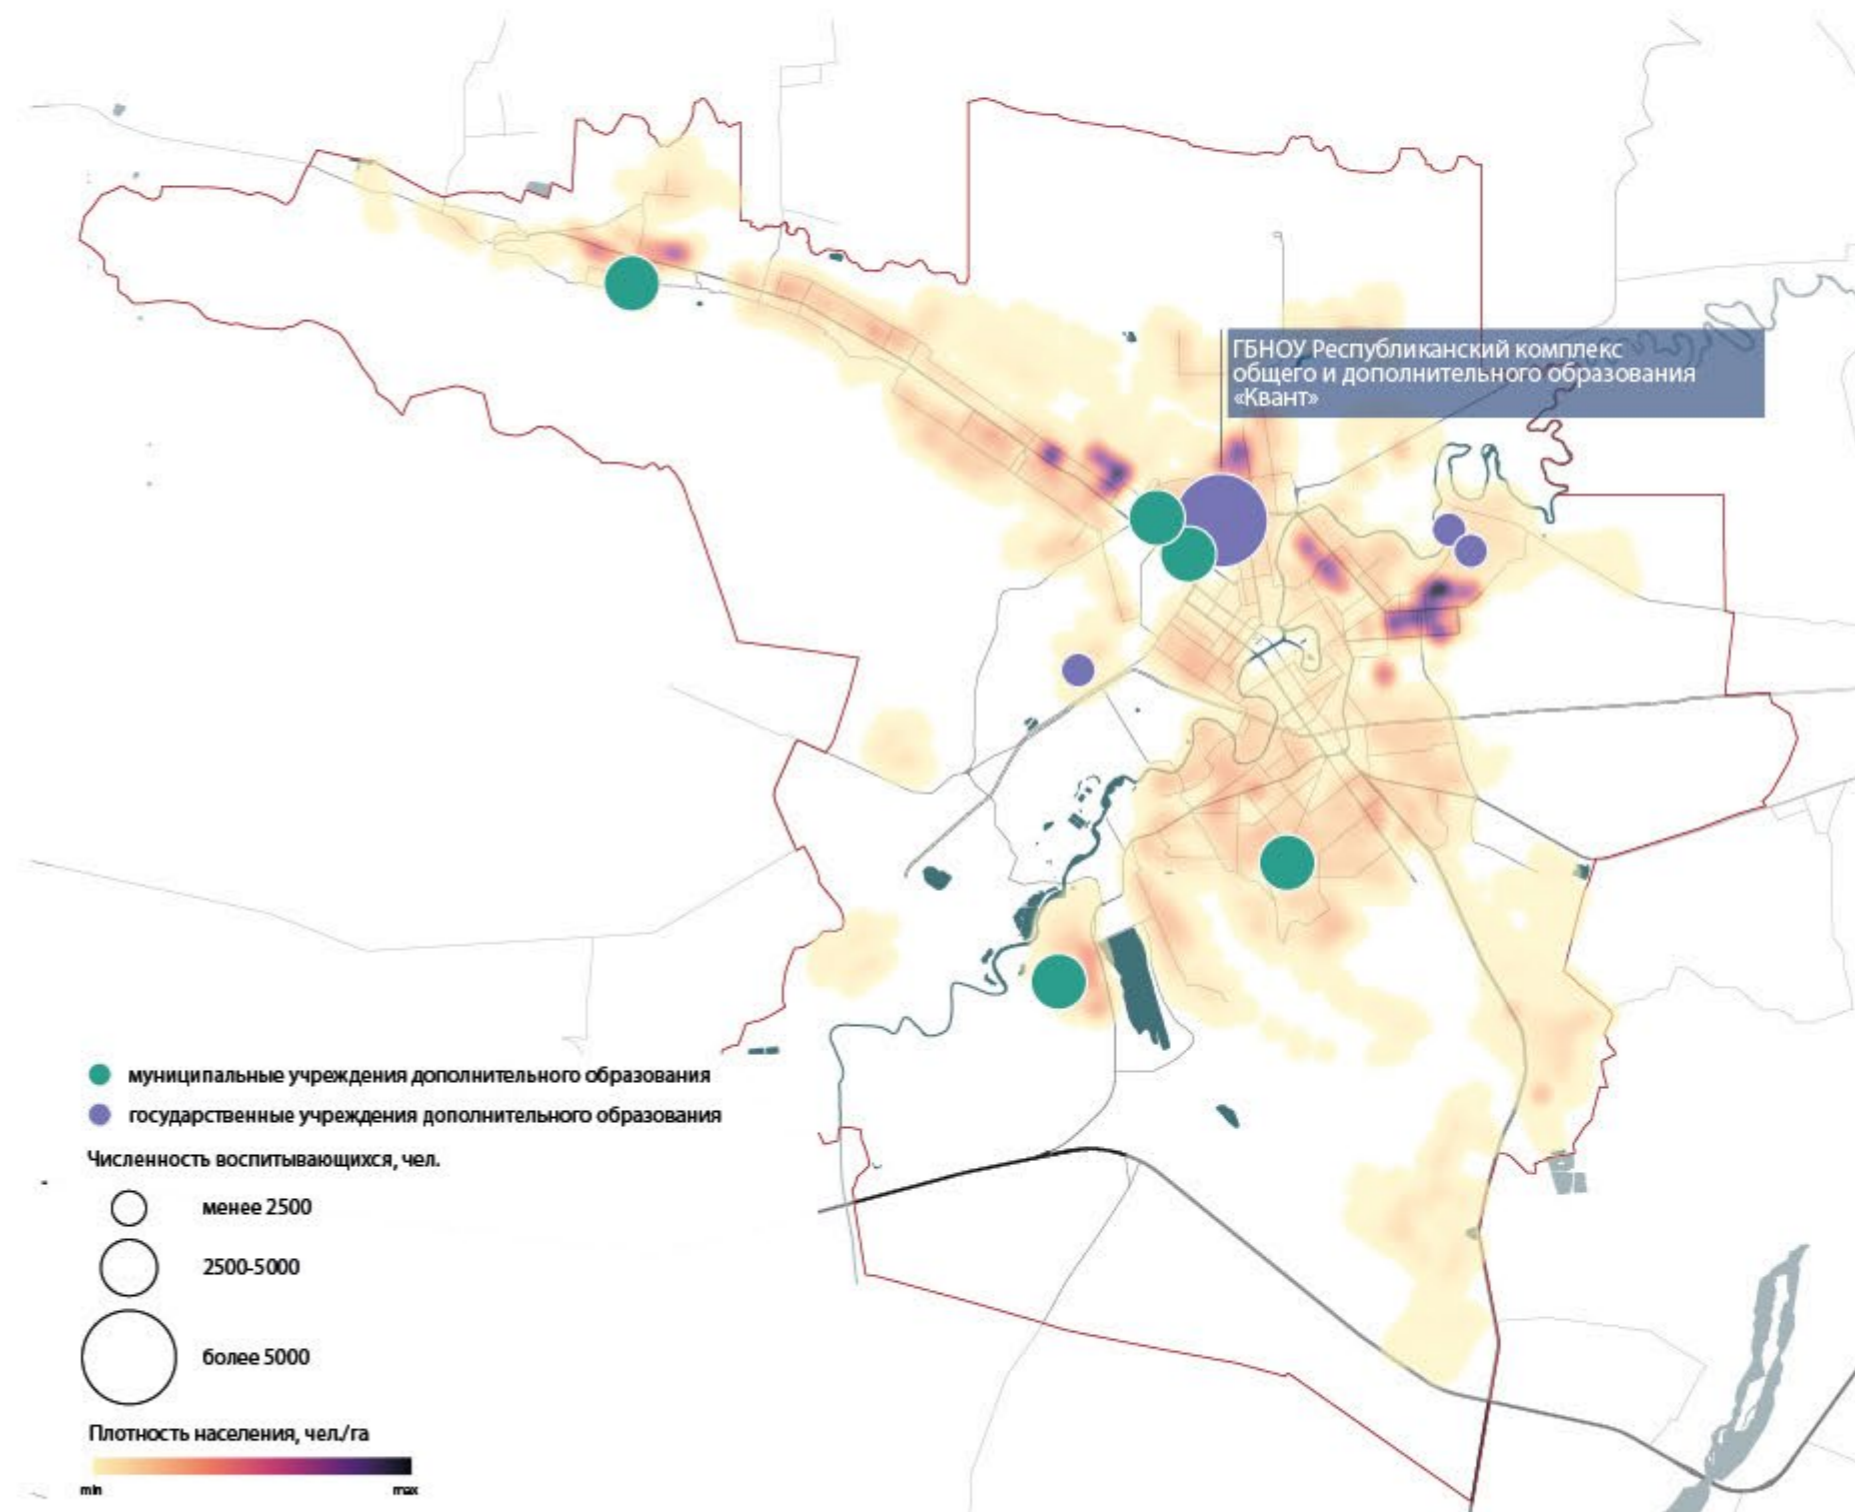 ГБНОУ Республиканский комплекс
общего и дополнительного образования
«Квант»
муниципальные учреждения дополнительного образования
государственные учреждения дополнительного образования
Численность воспитывающихся, чел.
менее 2500
2500-5000
более 5000
Плотность населения, чел./га
min max